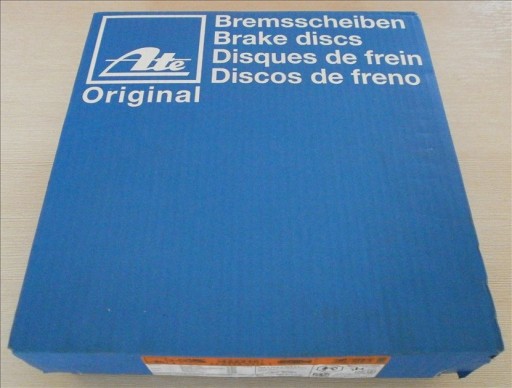 Ate
Original
Bremsscheiben
Brake discs
Disques de frein
Discos de freno